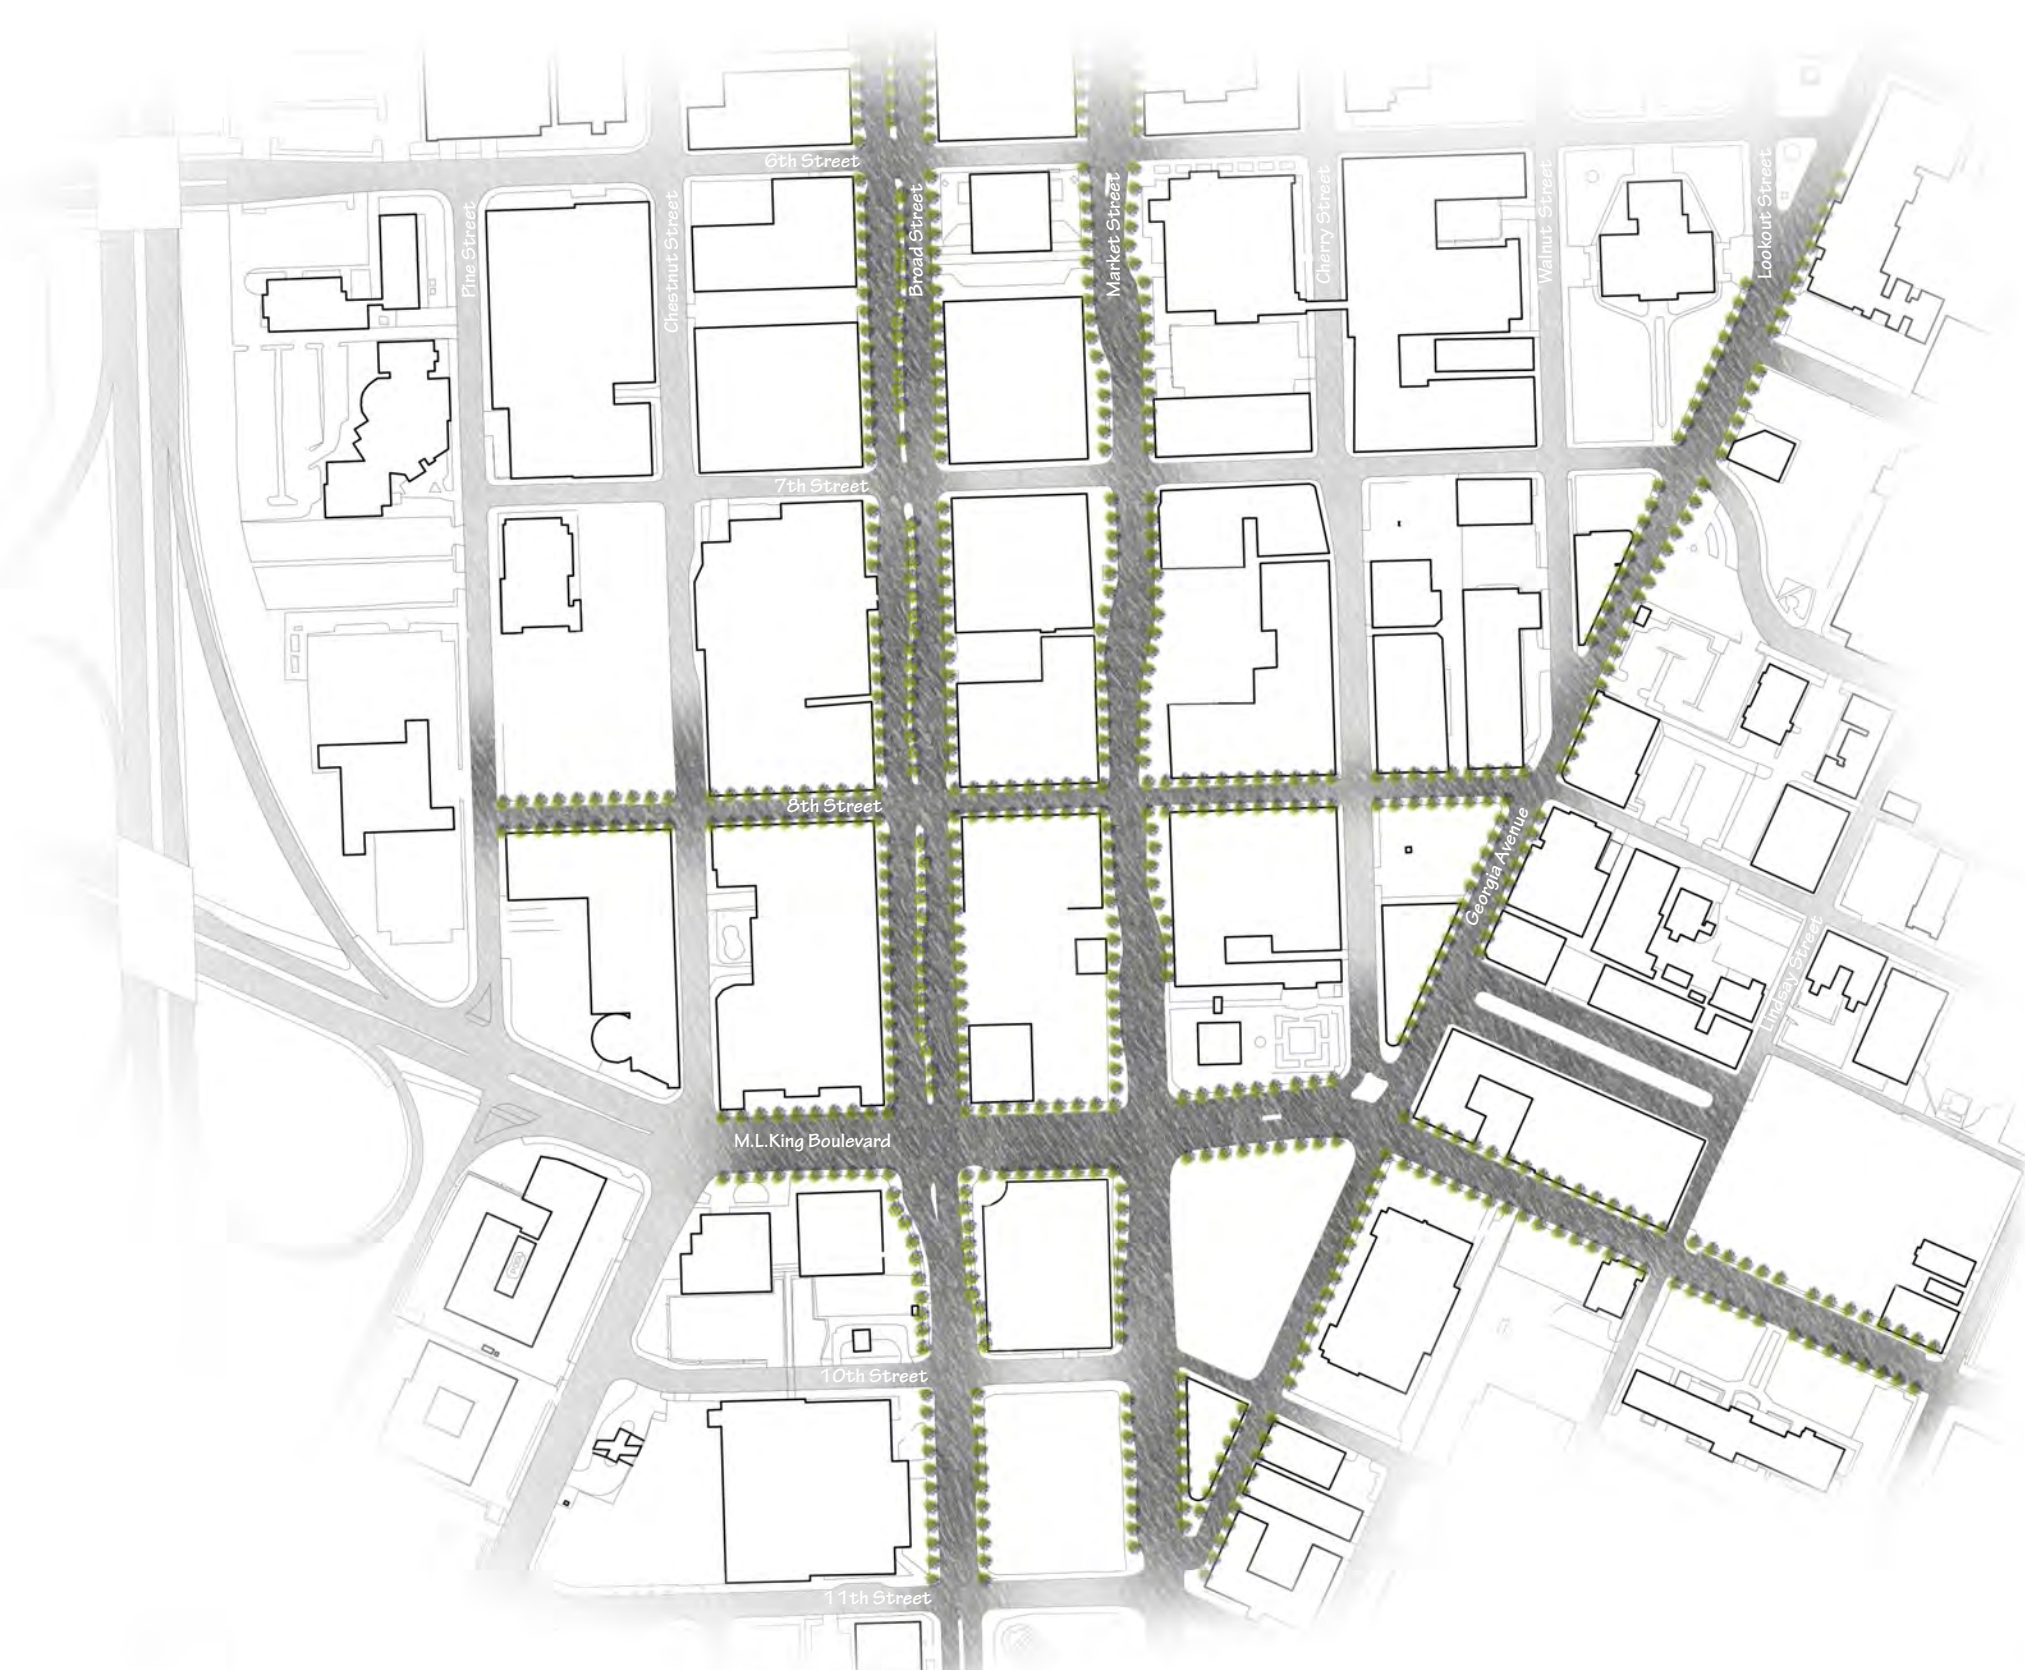 6th Street
Pine Street
Chestnut Street
Broad Street
Market Street
Cherry Street
Walnut Street
Lookout Street
7th Street
8th Street
Georgia Avenue
Lindsay Street
M.L.King Boulevard
10th Street
11th Street